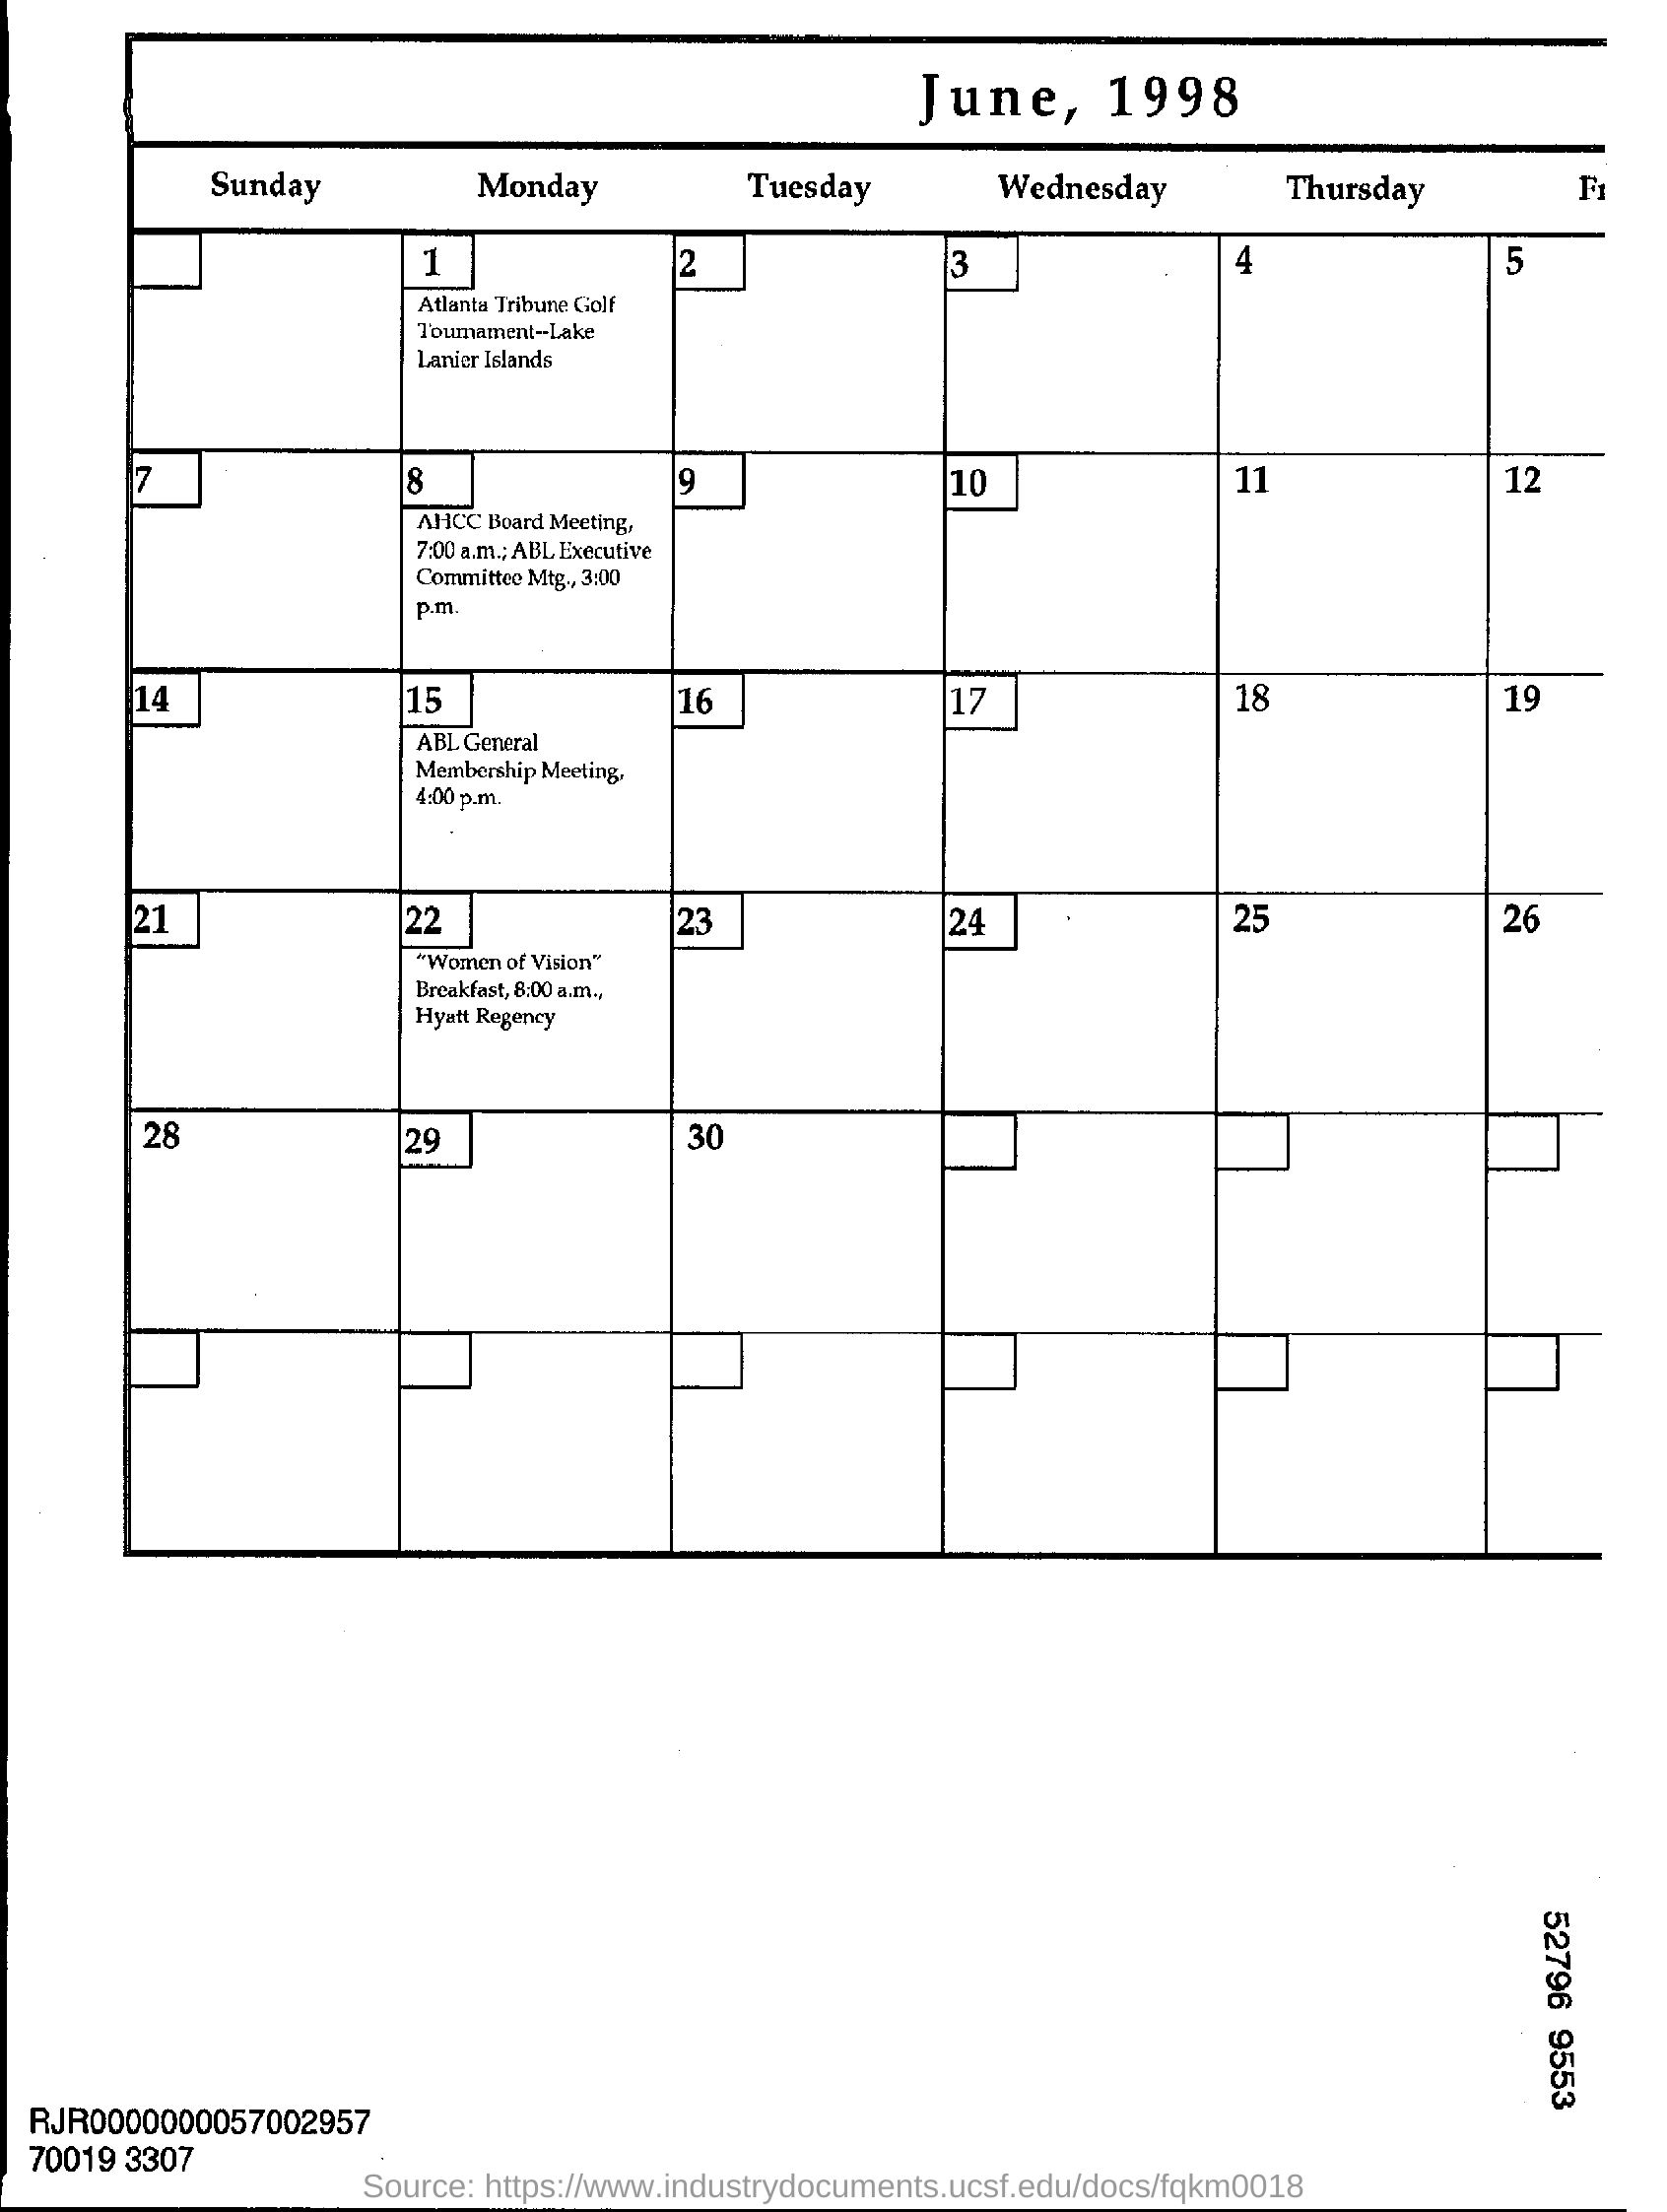 June, 1998
Sunday Monday Tuesday Wednesday Thursday Fr
1 2 3 4 5
Atlanta Tribune Golf
Tournament--Lake
Lanier Islands
7 8 9 10 11 12
AHCC Board Meeting,
7:00 a.m.; ABL Executive
Committee Mtg., 3:00
p.m.
14 15 16 17 18 19
ABL General
Membership Meeting,
4:00 p.m.
21 22 23 24 25 26
"Women of Vision"
Breakfast, 8:00 a.m.,
Hyatt Regency
28 29 30
52796 9553
RJR0000000057002957
70019 3307
Source: https://www.industrydocuments.ucsf.edu/docs/fqkm0018